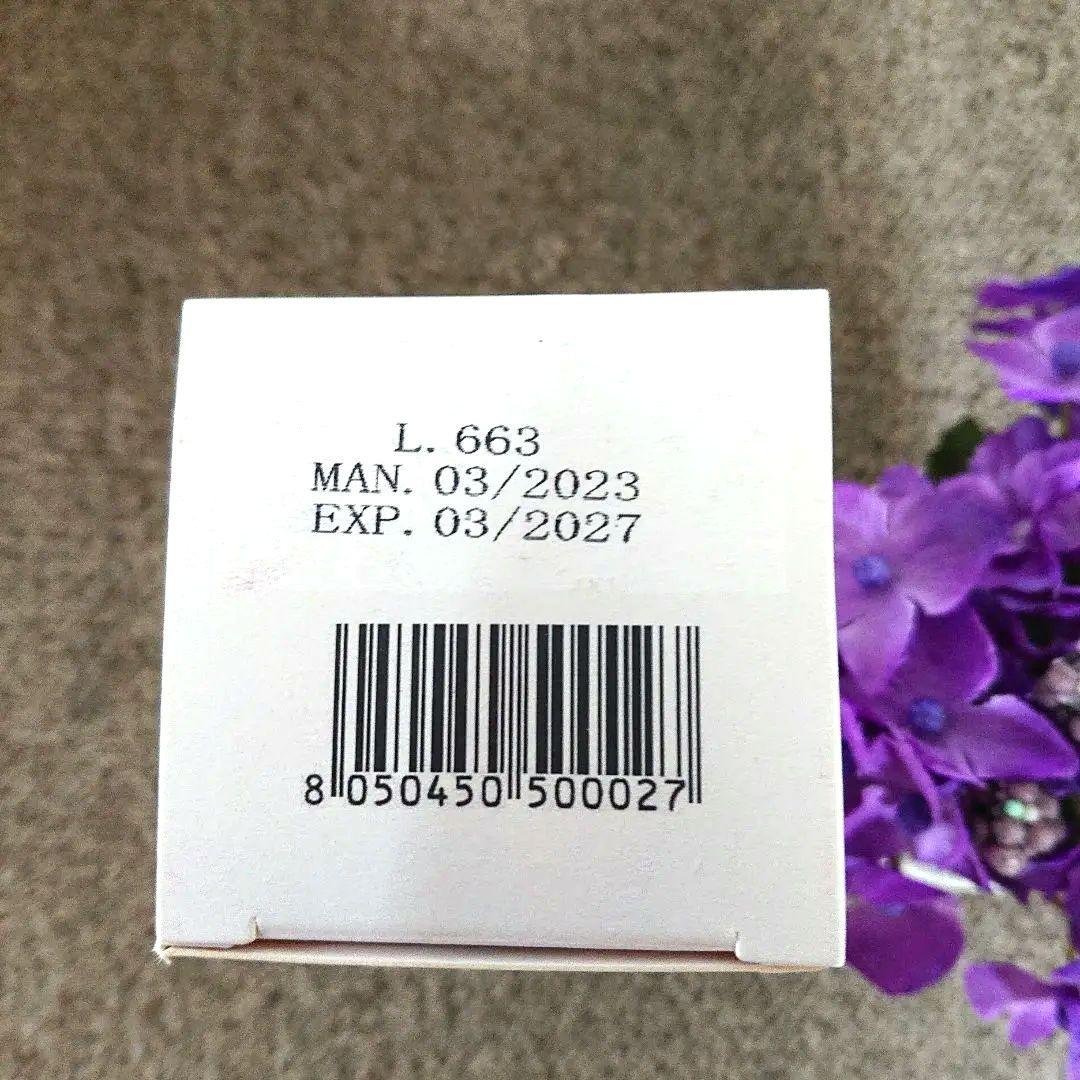 L. 663
MAN. 03/2023
EXP. 03/2027
8 050450 500027